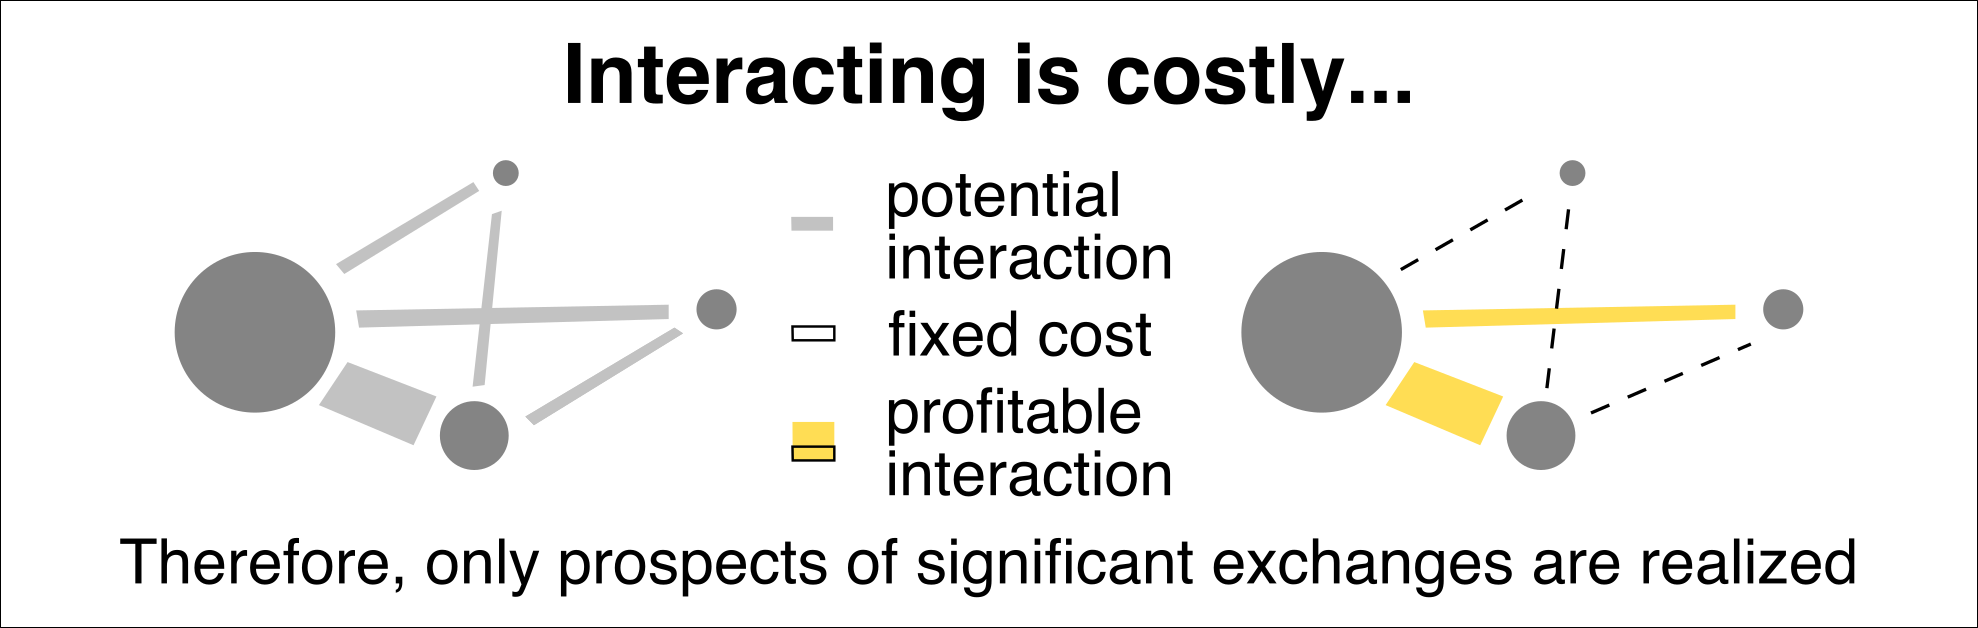 Interacting is costly...
potential
interaction
fixed cost
profitable
interaction
Therefore, only prospects of significant exchanges are realized